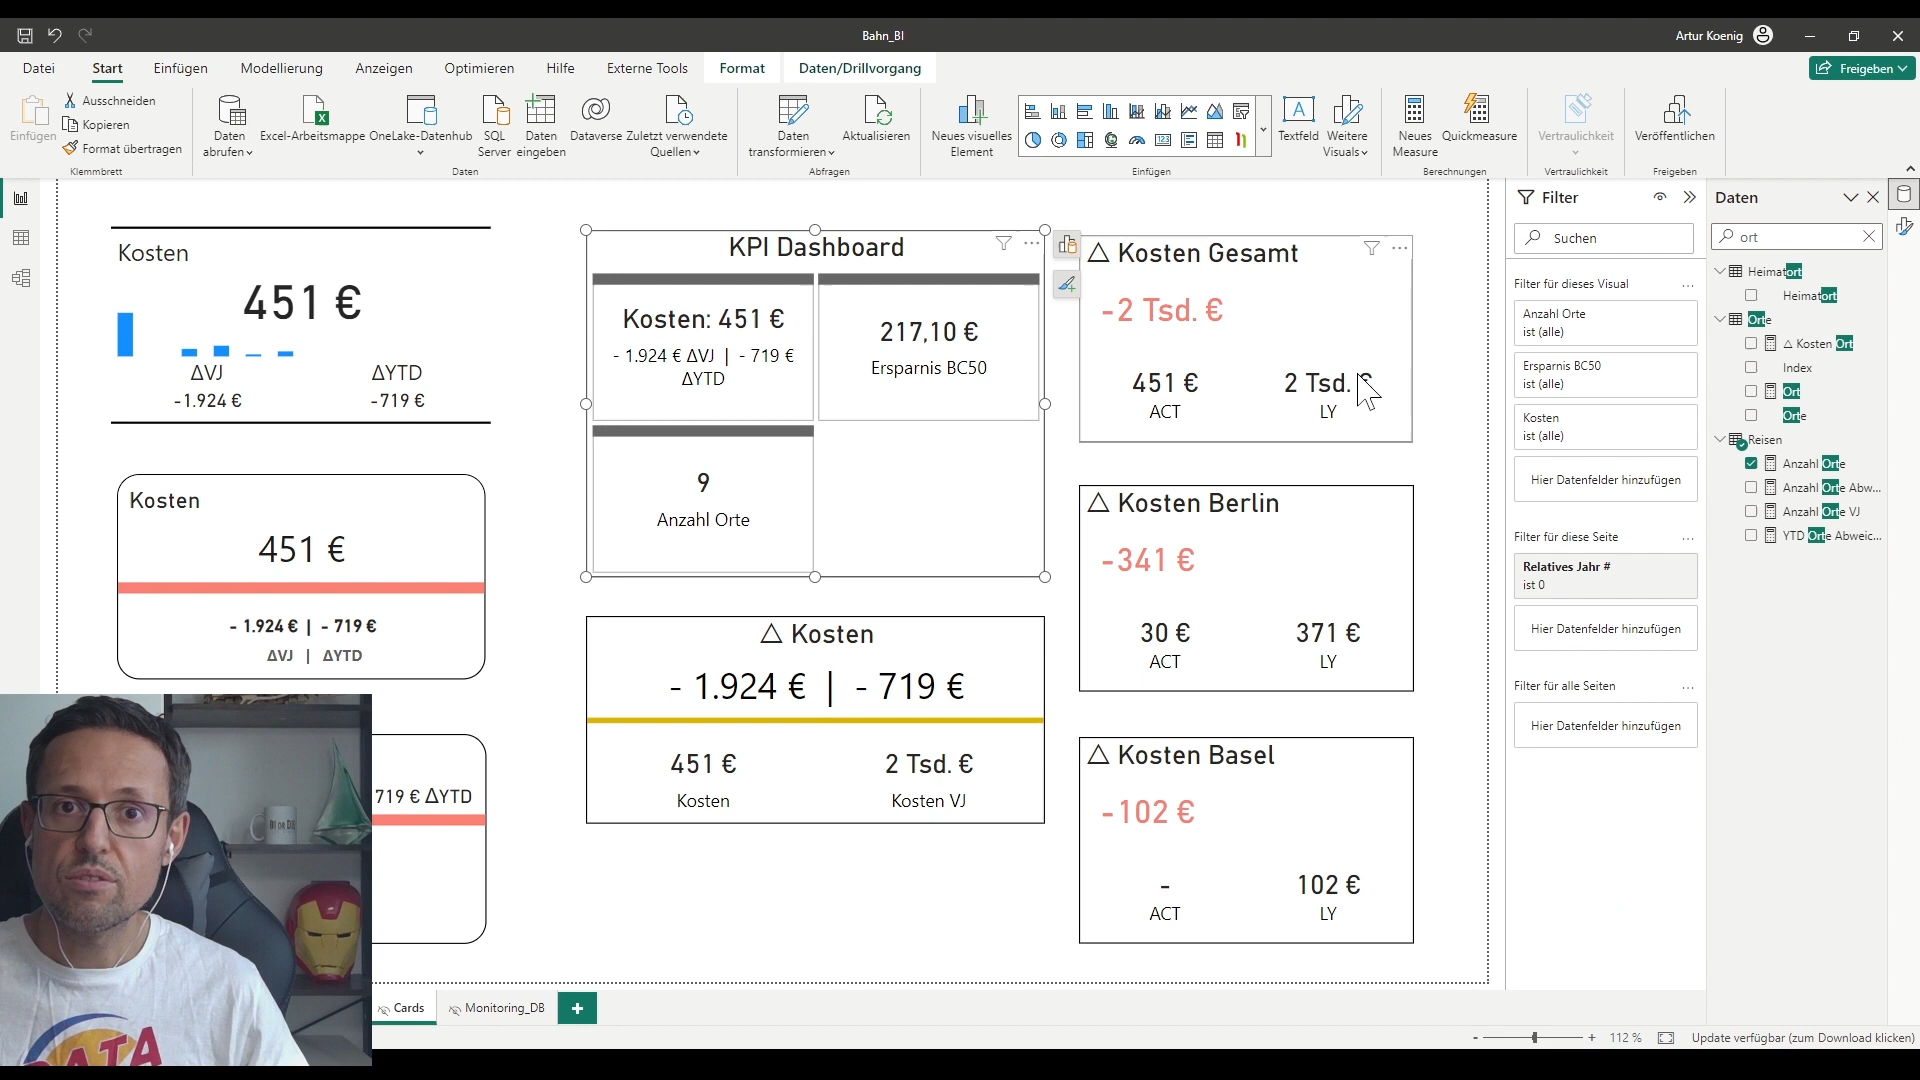 Bahn_BI
Artur Koenig
Datei
Start
Einfügen
Modellierung
Anzeigen
Optimieren
Hilfe
Externe Tools
Format
Daten/Drillvorgang
Freigeben
Einfügen
Ausschneiden
Kopieren
Format übertragen
Klemmbrett
Daten
abrufen
Excel-Arbeitsmappe
OneLake-Datenhub
SQL
Server
Daten
eingeben
Dataverse
Zuletzt verwendete
Quellen
Daten
Daten
transformieren
Aktualisieren
Abfragen
Neues visuelles
Element
Textfeld
Weitere
Visuals
Einfügen
Neues
Measure
Quickmeasure
Berechnungen
Vertraulichkeit
Vertraulichkeit
Veröffentlichen
Freigeben
Kosten
451 €
ΔVJ
ΔYTD
-1.924 €
-719 €
Kosten
451 €
- 1.924 € | - 719 €
ΔVJ | ΔYTD
719 € ΔYTD
KPI Dashboard
Kosten: 451 €
- 1.924 € ΔVJ | - 719 €
ΔYTD
217,10 €
Ersparnis BC50
9
Anzahl Orte
△ Kosten
- 1.924 € | - 719 €
451 €
Kosten
2 Tsd. €
Kosten VJ
△ Kosten Gesamt
-2 Tsd. €
451 €
ACT
2 Tsd. €
LY
△ Kosten Berlin
-341 €
30 €
ACT
371 €
LY
△ Kosten Basel
-102 €
-
ACT
102 €
LY
Filter
Suchen
Filter für dieses Visual
Anzahl Orte
ist (alle)
Ersparnis BC50
ist (alle)
Kosten
ist (alle)
Hier Datenfelder hinzufügen
Filter für diese Seite
Relatives Jahr #
ist 0
Hier Datenfelder hinzufügen
Filter für alle Seiten
Hier Datenfelder hinzufügen
Daten
ort
Heimatort
Heimatort
Orte
△ Kosten Ort
Index
Ort
Orte
Reisen
Anzahl Orte
Anzahl Orte Abw...
Anzahl Orte VJ
YTD Orte Abweic...
BI or DIE
DATA
Cards
Monitoring_DB
+
- + 112 %
Update verfügbar (zum Download klicken)